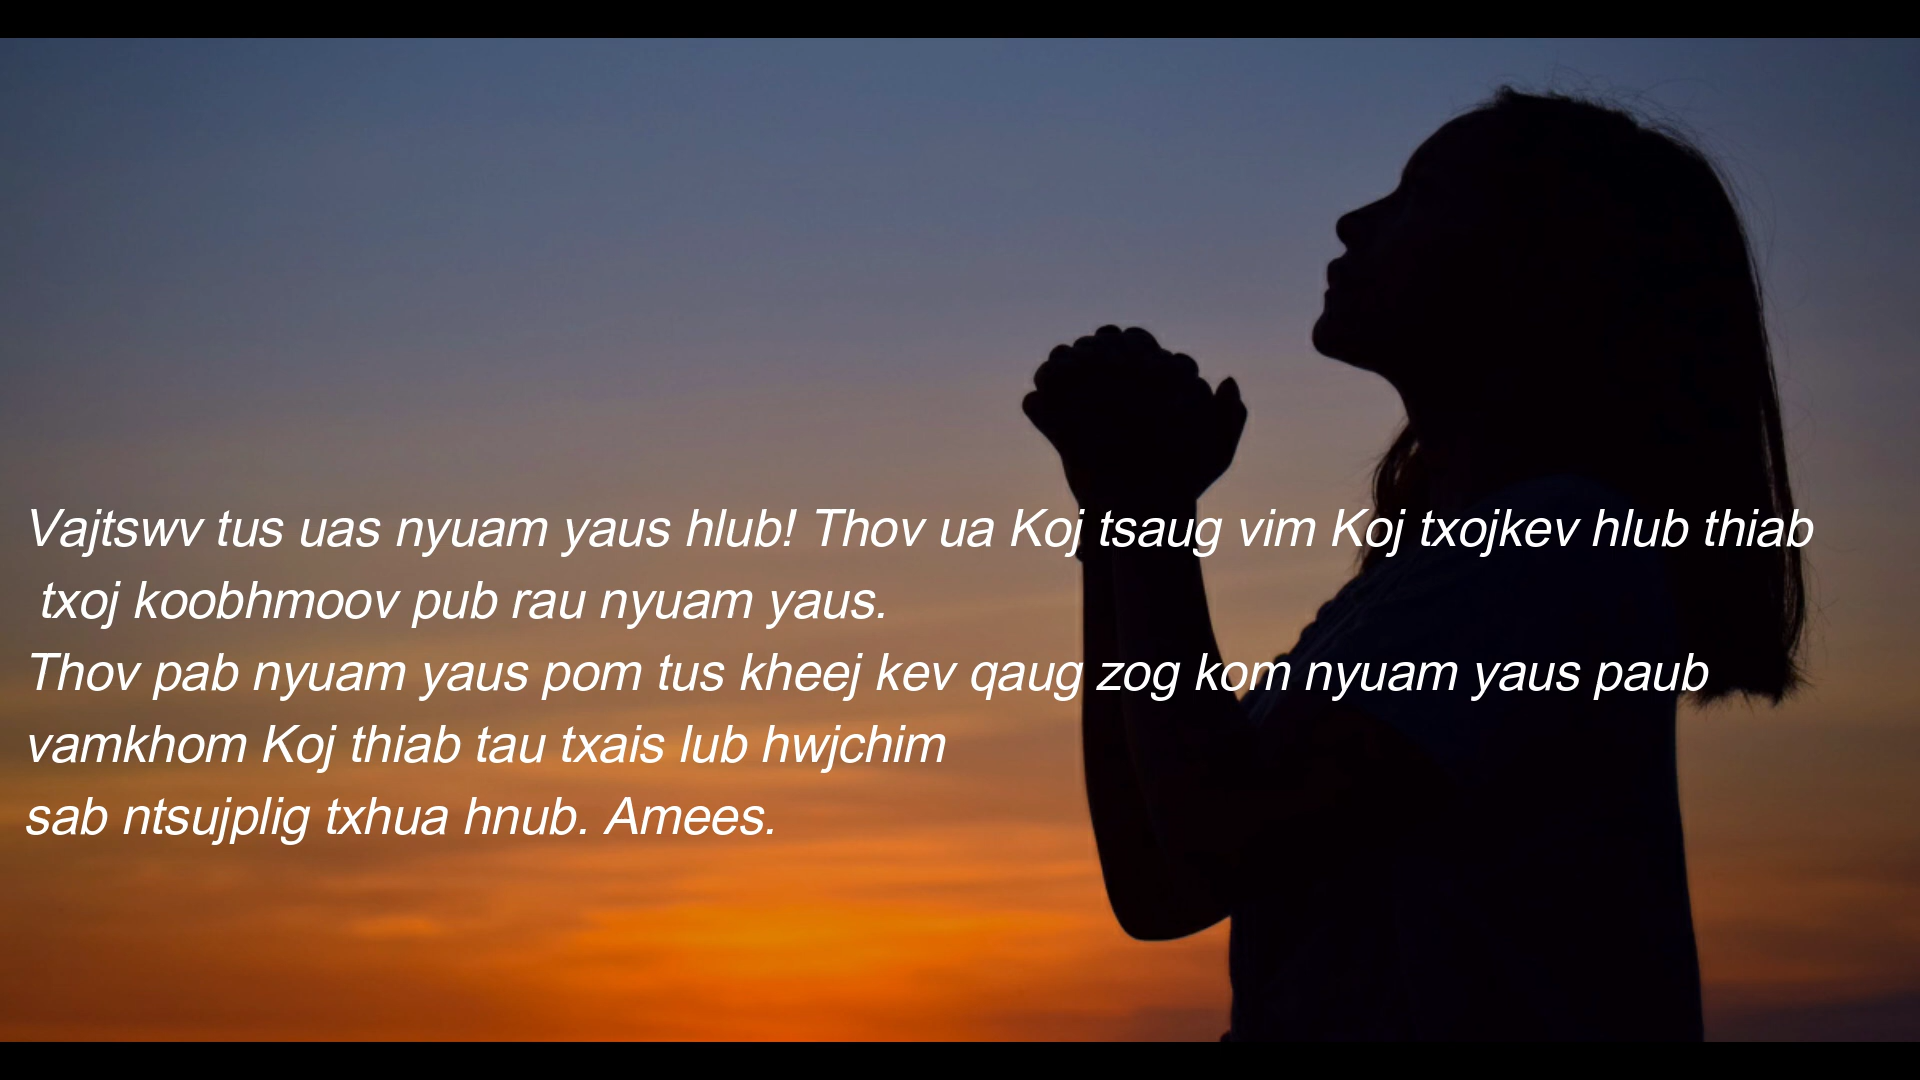 Vajtswv tus uas nyuam yaus hlub! Thov ua Koj tsaug vim Koj txojkev hlub thiab
txoj koobhmoov pub rau nyuam yaus.
Thov pab nyuam yaus pom tus kheej kev qaug zog kom nyuam yaus paub
vamkhom Koj thiab tau txais lub hwjchim
sab ntsujplig txhua hnub. Amees.